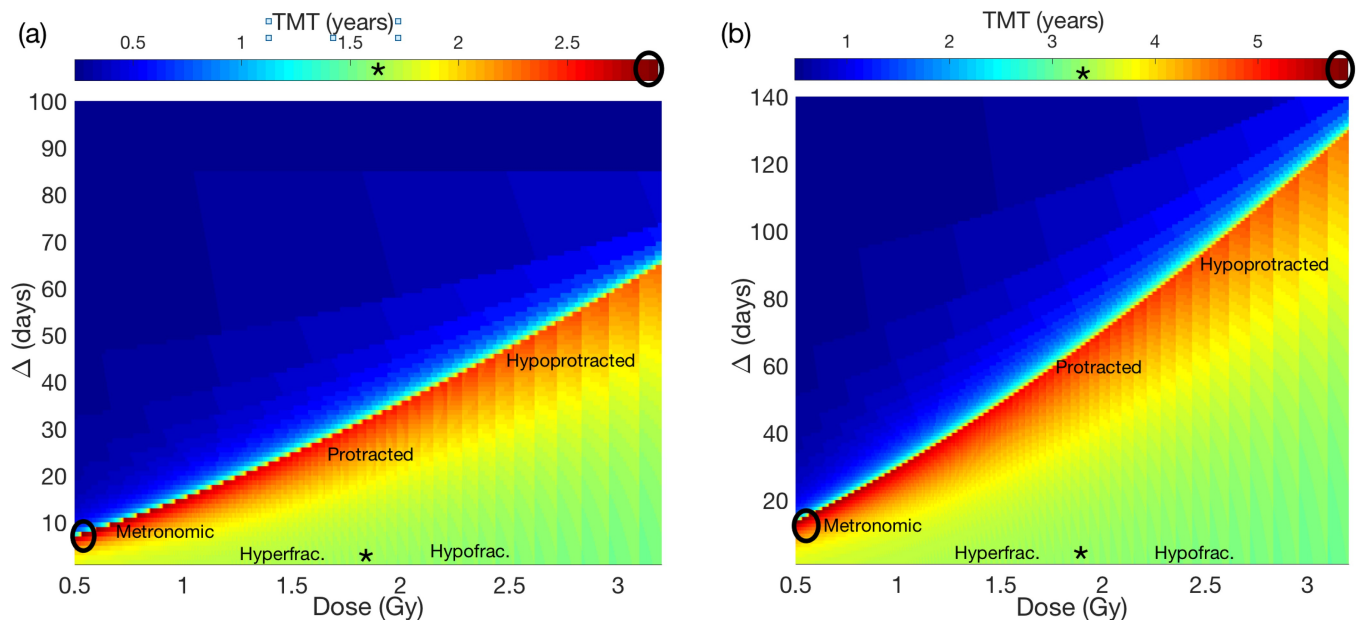 (a)
TMT (years)
0.5 1 1.5 2 2.5
*
100
90
80
70
60
50
40
30
20
10
Δ (days)
Hypoprotracted
Protracted
Metronomic
Hyperfrac. * Hypofrac.
0.5 1 1.5 2 2.5 3
Dose (Gy)
(b)
TMT (years)
1 2 3 4 5
*
140
120
100
80
60
40
20
Δ (days)
Hypoprotracted
Protracted
Metronomic
Hyperfrac. * Hypofrac.
0.5 1 1.5 2 2.5 3
Dose (Gy)